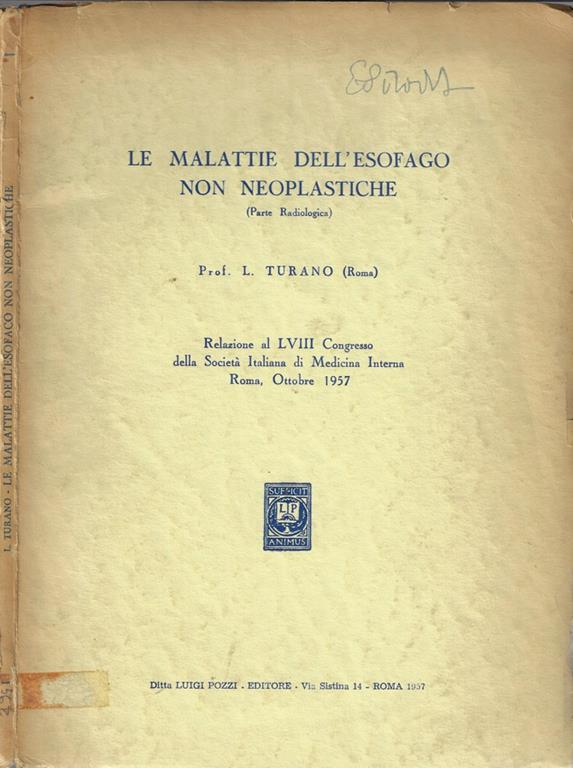 LE MALATTIE DELL'ESOFAGO
NON NEOPLASTICHE
(Parte Radiologica)
Prof. L. TURANO (Roma)
Relazione al LVIII Congresso
della Società Italiana di Medicina Interna
Roma, Ottobre 1957
SUFFICIT
LP
ANIMUS
Ditta LUIGI POZZI - EDITORE - Via Sistina 14 - ROMA 1957
L. TURANO - LE MALATTIE DELL'ESOFAGO NON NEOPLASTICHE